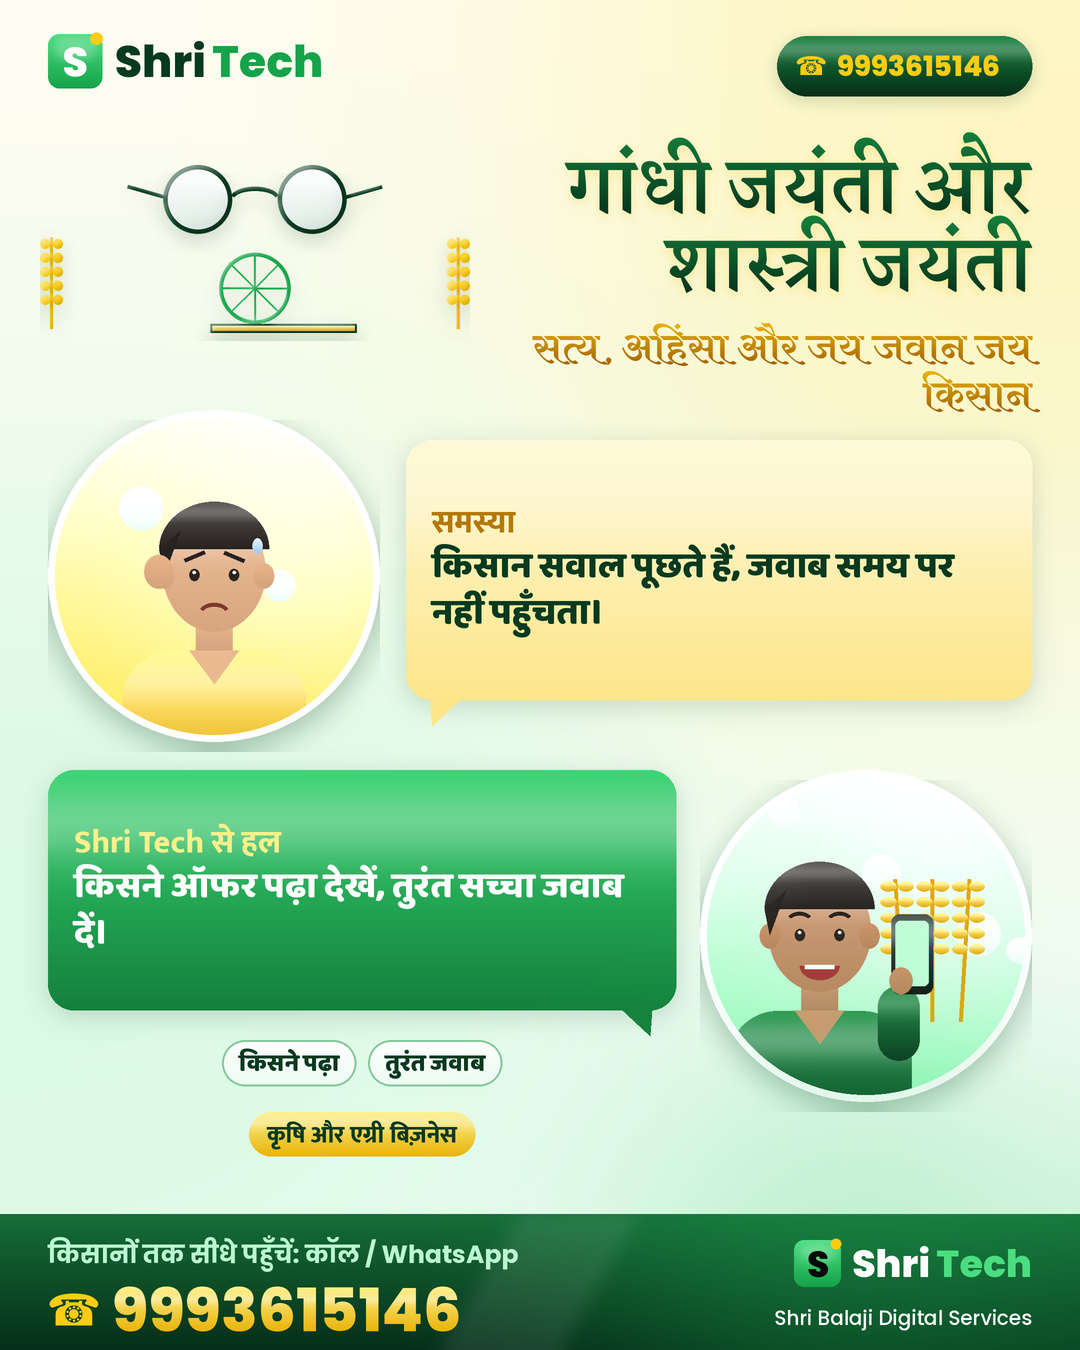 S Shri Tech
☎ 9993615146
गांधी जयंती और
शास्त्री जयंती
सत्य, अहिंसा और जय जवान जय
किसान
समस्या
किसान सवाल पूछते हैं, जवाब समय पर
नहीं पहुँचता।
Shri Tech से हल
किसने ऑफर पढ़ा देखें, तुरंत सच्चा जवाब
दें।
किसने पढ़ा
तुरंत जवाब
कृषि और एग्री बिज़नेस
किसानों तक सीधे पहुँचें: कॉल / WhatsApp
☎ 9993615146
S Shri Tech
Shri Balaji Digital Services